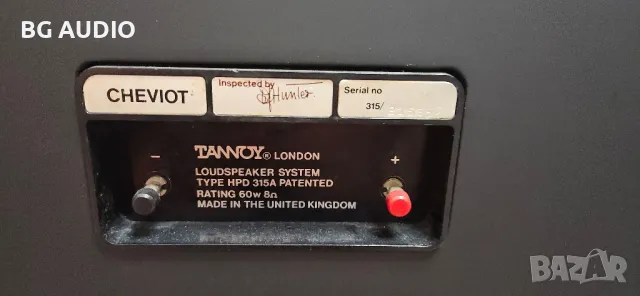 BG AUDIO
CHEVIOT
Inspected by
Hunter
Serial no
315/
- +
TANNOY® LONDON
LOUDSPEAKER SYSTEM
TYPE HPD 315A PATENTED
RATING 60w 8Ω
MADE IN THE UNITED KINGDOM
BAZAR